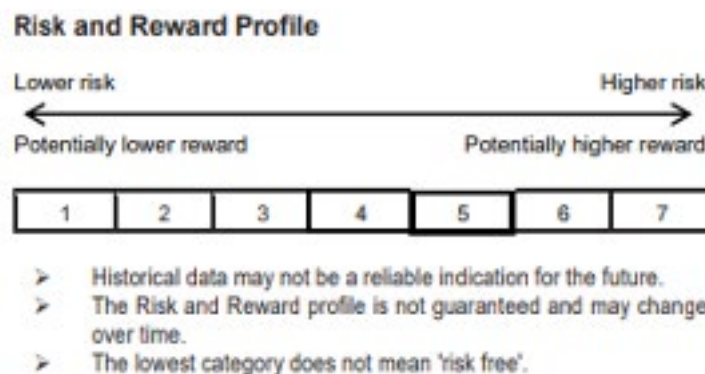 Risk and Reward Profile
Lower risk Higher risk
Potentially lower reward Potentially higher reward
1 2 3 4 5 6 7
➢ Historical data may not be a reliable indication for the future.
➢ The Risk and Reward profile is not guaranteed and may change
over time.
➢ The lowest category does not mean 'risk free'.